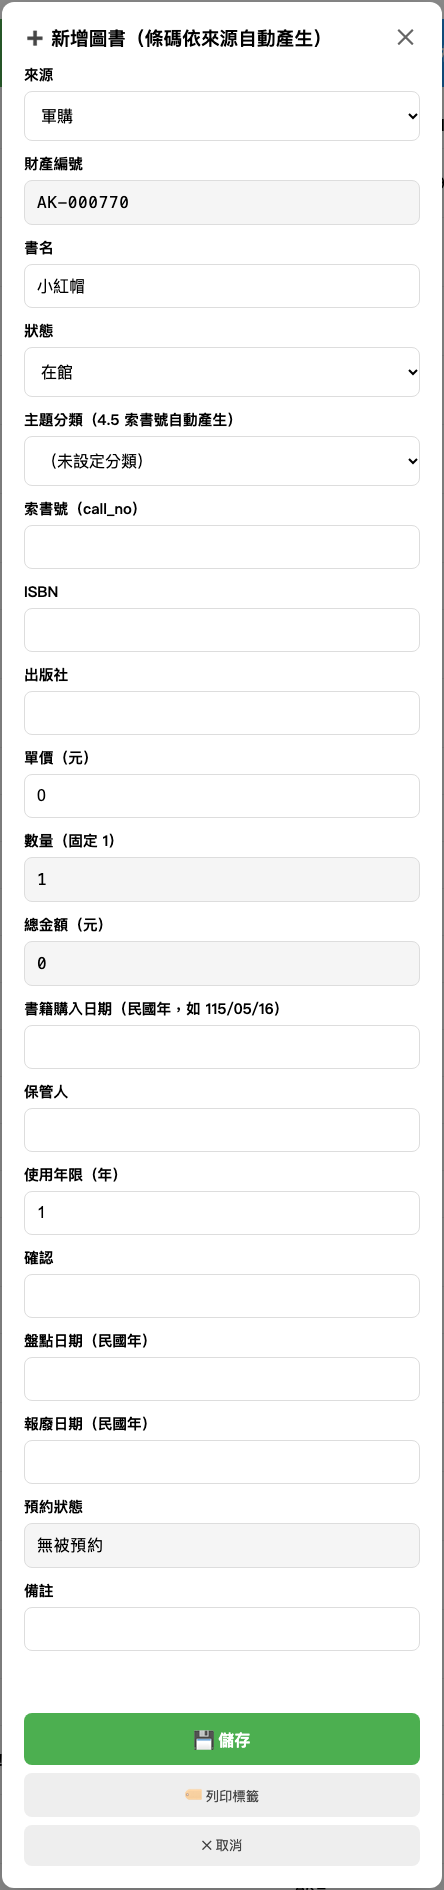 ➕ 新增圖書（條碼依來源自動產生）
來源
軍購
財產編號
AK-000770
書名
小紅帽
狀態
在館
主題分類（4.5 索書號自動產生）
（未設定分類）
索書號（call_no）
ISBN
出版社
單價（元）
0
數量（固定 1）
1
總金額（元）
0
書籍購入日期（民國年，如 115/05/16）
保管人
使用年限（年）
1
確認
盤點日期（民國年）
報廢日期（民國年）
預約狀態
無被預約
備註
💾 儲存
🏷️ 列印標籤
✕ 取消